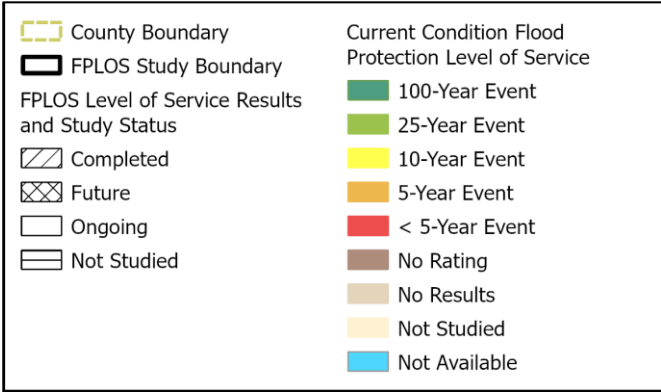 County Boundary
FPLOS Study Boundary
FPLOS Level of Service Results
and Study Status
Completed
Future
Ongoing
Not Studied
Current Condition Flood
Protection Level of Service
100-Year Event
25-Year Event
10-Year Event
5-Year Event
< 5-Year Event
No Rating
No Results
Not Studied
Not Available